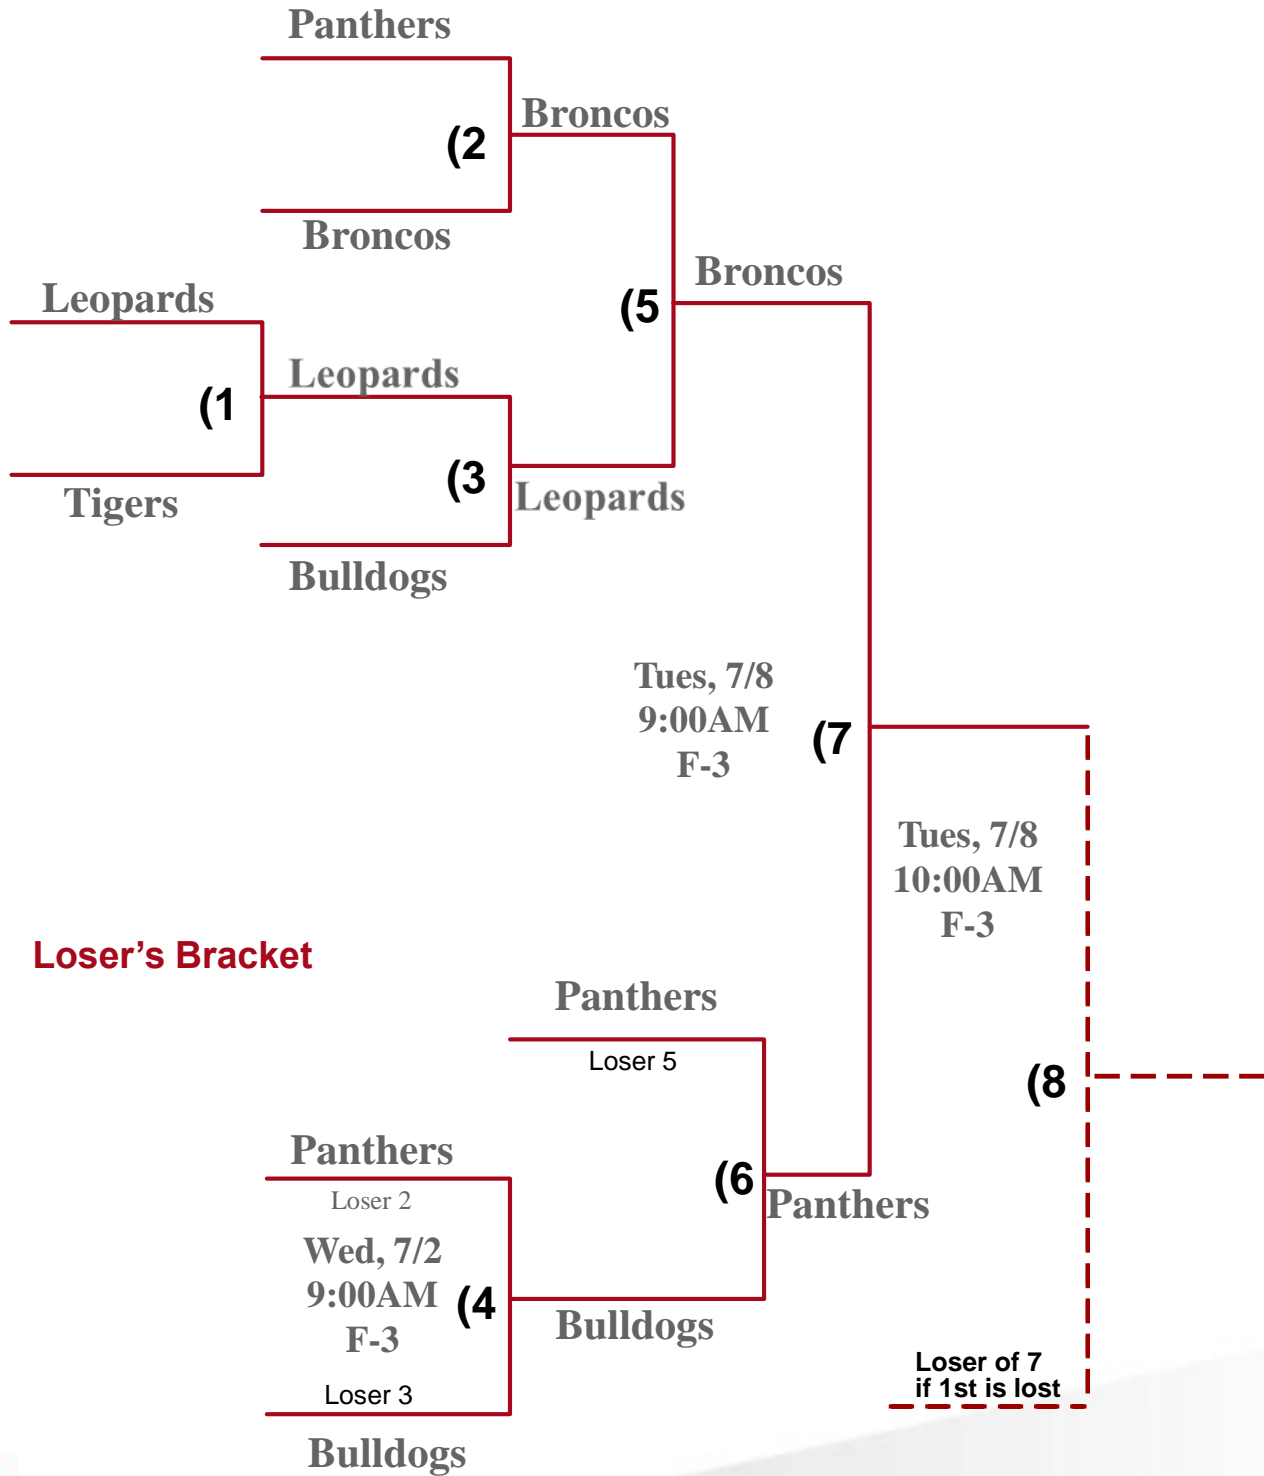 Panthers
(2
Broncos
Broncos
Leopards
(1
Tigers
Leopards
(3
Bulldogs
Leopards
(5
Broncos
Tues, 7/8
9:00AM
F-3
(7
Tues, 7/8
10:00AM
F-3
Loser’s Bracket
Panthers
Loser 5
Panthers
Loser 2
Wed, 7/2
9:00AM
F-3
(4
Loser 3
Bulldogs
Bulldogs
(6
Panthers
(8
Loser of 7
if 1st is lost